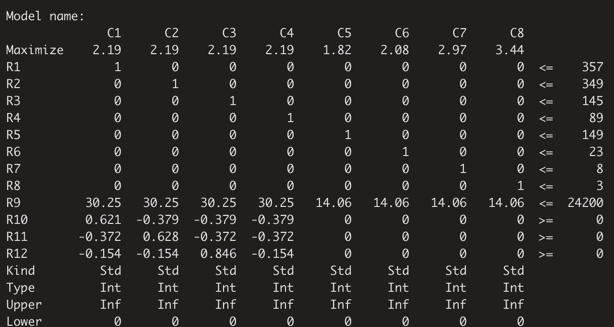 Model name:
C1 C2 C3 C4 C5 C6 C7 C8
Maximize 2.19 2.19 2.19 2.19 1.82 2.08 2.97 3.44
R1 1 0 0 0 0 0 0 0 <= 357
R2 0 1 0 0 0 0 0 0 <= 349
R3 0 0 1 0 0 0 0 0 <= 145
R4 0 0 0 1 0 0 0 0 <= 89
R5 0 0 0 0 1 0 0 0 <= 149
R6 0 0 0 0 0 1 0 0 <= 23
R7 0 0 0 0 0 0 1 0 <= 8
R8 0 0 0 0 0 0 0 1 <= 3
R9 30.25 30.25 30.25 30.25 14.06 14.06 14.06 14.06 <= 24200
R10 0.621 -0.379 -0.379 -0.379 0 0 0 0 >= 0
R11 -0.372 0.628 -0.372 -0.372 0 0 0 0 >= 0
R12 -0.154 -0.154 0.846 -0.154 0 0 0 0 >= 0
Kind Std Std Std Std Std Std Std Std
Type Int Int Int Int Int Int Int Int
Upper Inf Inf Inf Inf Inf Inf Inf Inf
Lower 0 0 0 0 0 0 0 0